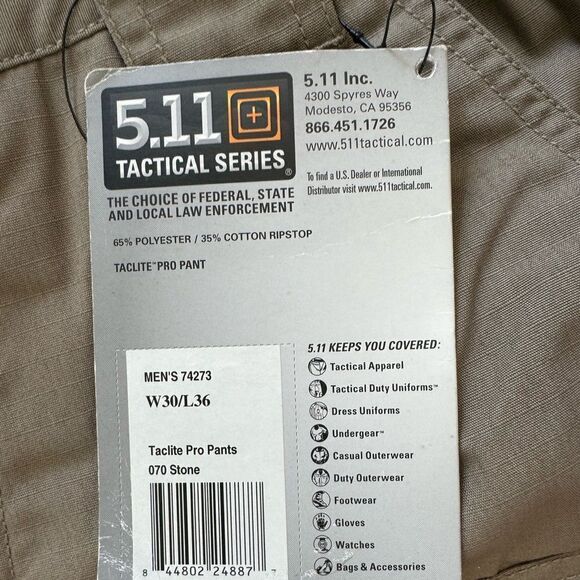 5.11
TACTICAL SERIES®
THE CHOICE OF FEDERAL, STATE
AND LOCAL LAW ENFORCEMENT
65% POLYESTER / 35% COTTON RIPSTOP
TACLITE™ PRO PANT
5.11 Inc.
4300 Spyres Way
Modesto, CA 95356
866.451.1726
www.511tactical.com
To find a U.S. Dealer or International
Distributor visit www.511tactical.com.
MEN'S 74273
W30/L36
Taclite Pro Pants
070 Stone
8 44802 24887 7
5.11 KEEPS YOU COVERED:
Tactical Apparel
Tactical Duty Uniforms™
Dress Uniforms
Undergear™
Casual Outerwear
Duty Outerwear
Footwear
Gloves
Watches
Bags & Accessories